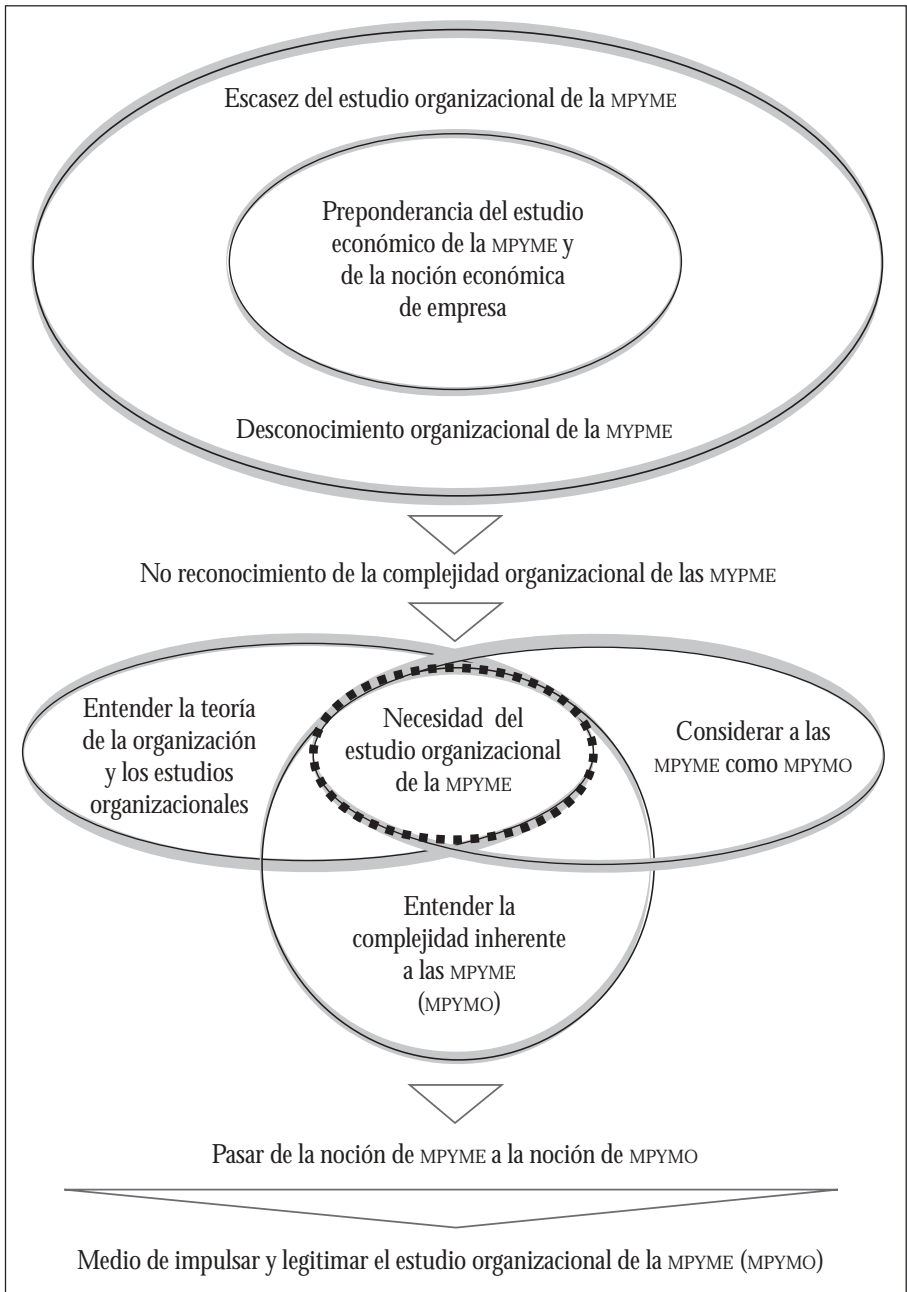 Escasez del estudio organizacional de la MPYME
Preponderancia del estudio
económico de la MPYME y
de la noción económica
de empresa
Desconocimiento organizacional de la MYPME
No reconocimiento de la complejidad organizacional de las MYPME
Entender la teoría
de la organización
y los estudios
organizacionales
Necesidad del
estudio organizacional
de la MPYME
Considerar a las
MPYME como MPYMO
Entender la
complejidad inherente
a las MPYME
(MPYMO)
Pasar de la noción de MPYME a la noción de MPYMO
Medio de impulsar y legitimar el estudio organizacional de la MPYME (MPYMO)